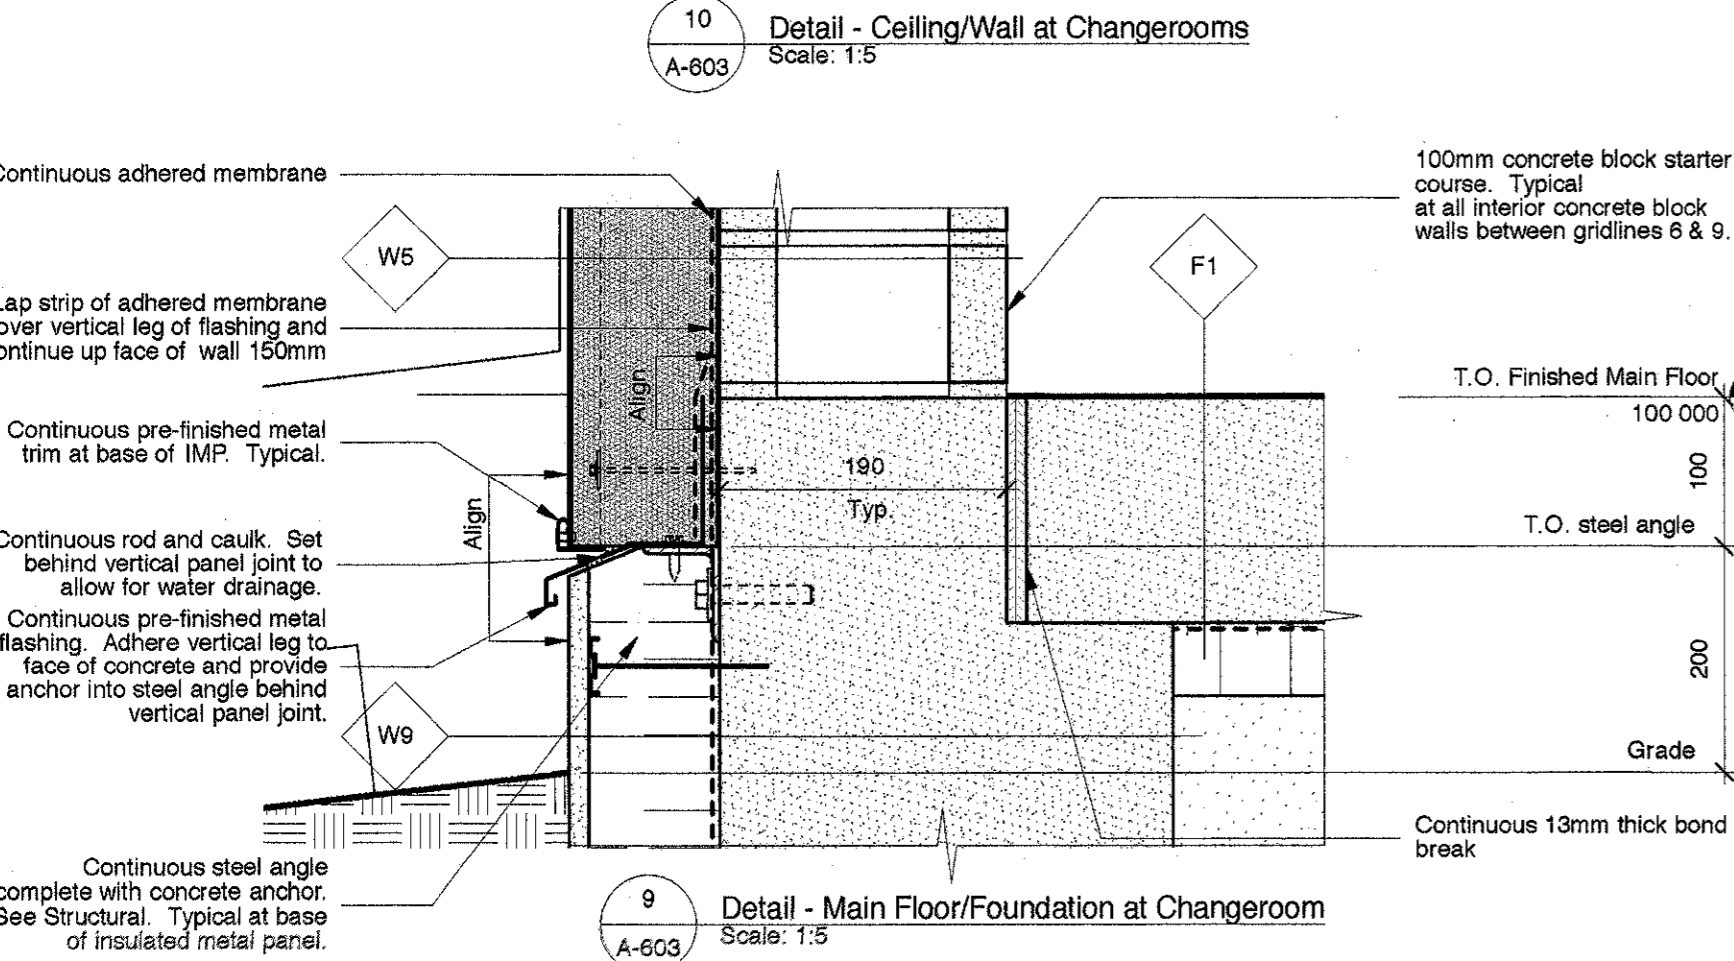 10
A-603
Detail - Ceiling/Wall at Changerooms
Scale: 1:5
Continuous adhered membrane
W5
Lap strip of adhered membrane
over vertical leg of flashing and
continue up face of wall 150mm
Continuous pre-finished metal
trim at base of IMP. Typical.
Continuous rod and caulk. Set
behind vertical panel joint to
allow for water drainage.
Continuous pre-finished metal
flashing. Adhere vertical leg to
face of concrete and provide
anchor into steel angle behind
vertical panel joint.
W9
Continuous steel angle
complete with concrete anchor.
See Structural. Typical at base
of insulated metal panel.
Align
Align
190
Typ.
100mm concrete block starter
course. Typical
at all interior concrete block
walls between gridlines 6 & 9.
F1
T.O. Finished Main Floor
100 000
100
T.O. steel angle
200
Grade
Continuous 13mm thick bond
break
9
A-603
Detail - Main Floor/Foundation at Changeroom
Scale: 1:5